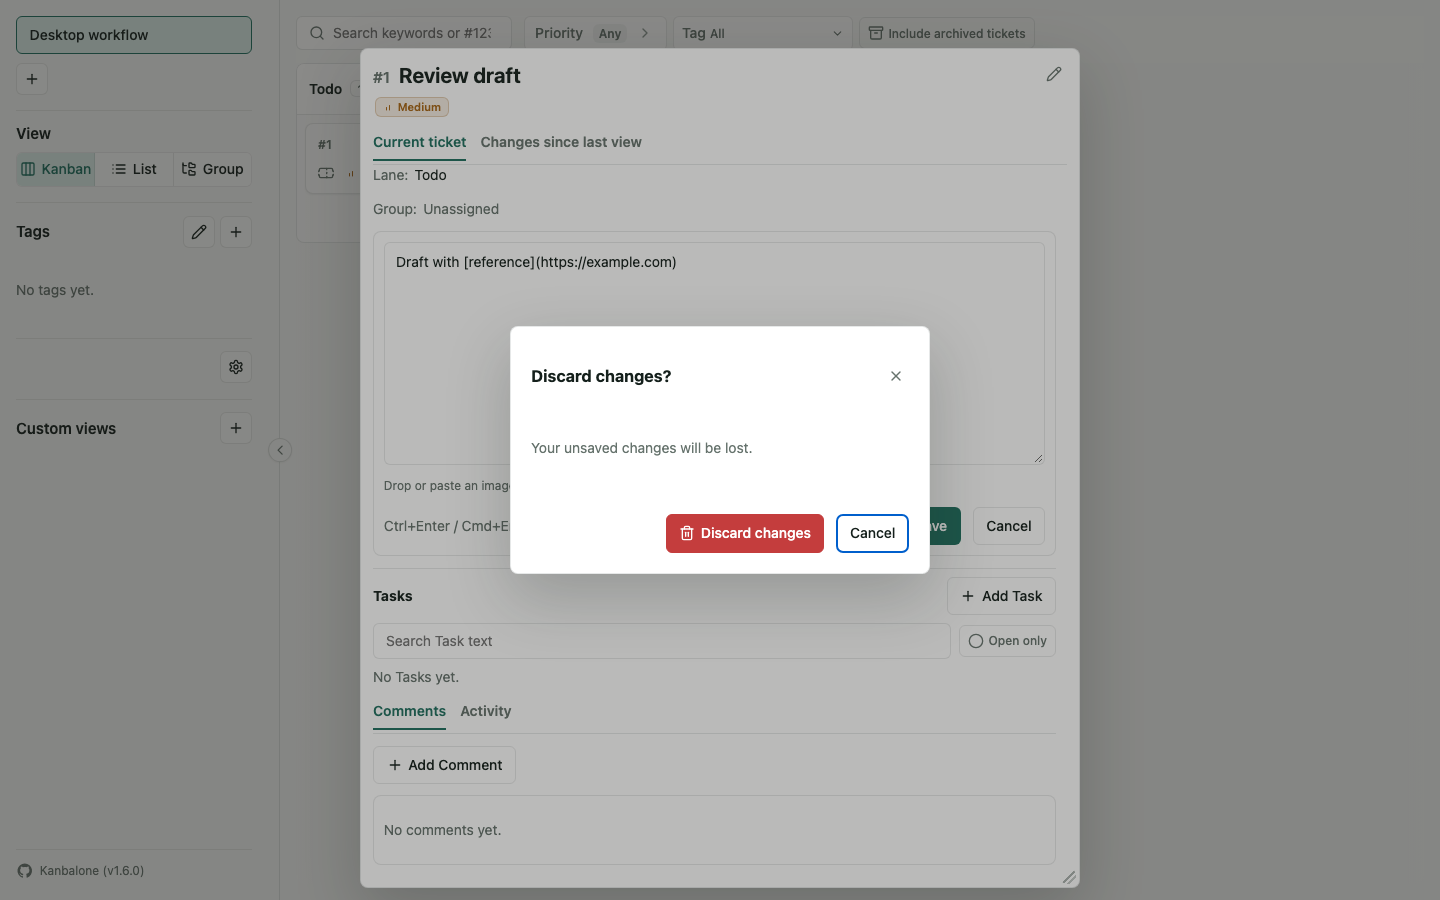 Desktop workflow
View
Kanban
List
Group
Tags
No tags yet.
Custom views
Kanbalone (v1.6.0)
Search keywords or #123
Priority Any
Tag All
Include archived tickets
Todo
#1
#1 Review draft
Medium
Current ticket
Changes since last view
Lane: Todo
Group: Unassigned
Draft with [reference](https://example.com)
Drop or paste an
Ctrl+Enter /
Cancel
Discard changes?
Your unsaved changes will be lost.
Discard changes
Cancel
Tasks
Add Task
Search Task text
Open only
No Tasks yet.
Comments
Activity
Add Comment
No comments yet.